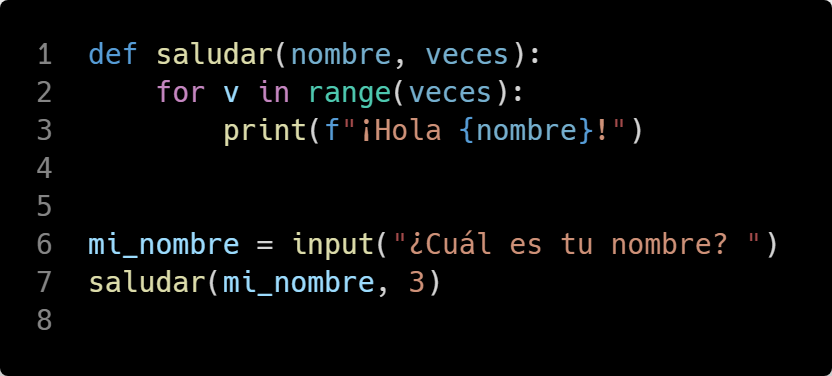 1 def saludar(nombre, veces):
2     for v in range(veces):
3         print(f"¡Hola {nombre}!")
4
5
6 mi_nombre = input("¿Cuál es tu nombre? ")
7 saludar(mi_nombre, 3)
8